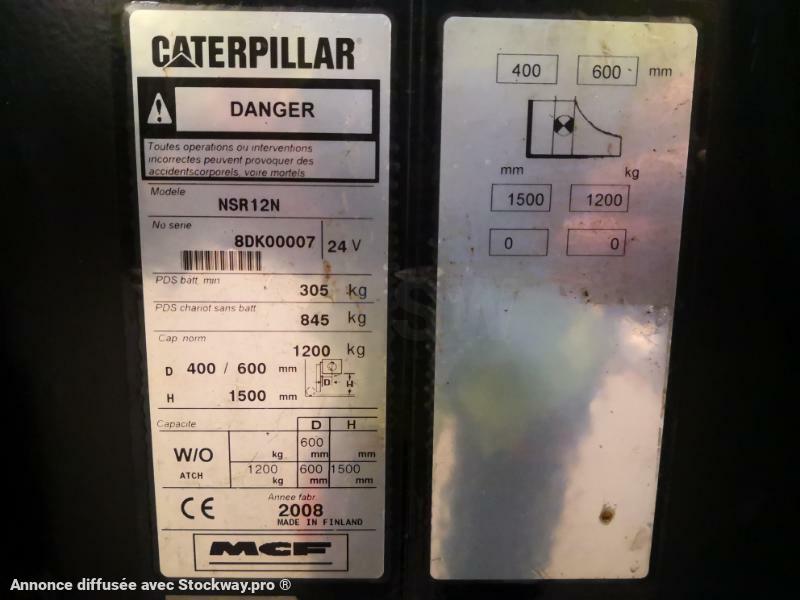 CATERPILLAR
DANGER
Toutes operations ou interventions
incorrectes peuvent provoquer des
accidentscorporels, voire mortels
Modele
NSR12N
No serie
8DK00007 24 V
PDS batt. min
305 kg
PDS chariot sans batt
845 kg
Cap norm
1200 kg
D 400 / 600 mm
D H
H 1500 mm
Capacite D H
600
W/O kg mm mm
ATCH 1200 600 1500
kg mm mm
CE
Annee fabr.
2008
MADE IN FINLAND
MCF
400 600 mm
mm kg
1500 1200
0 0
Annonce diffusée avec Stockway.pro ®